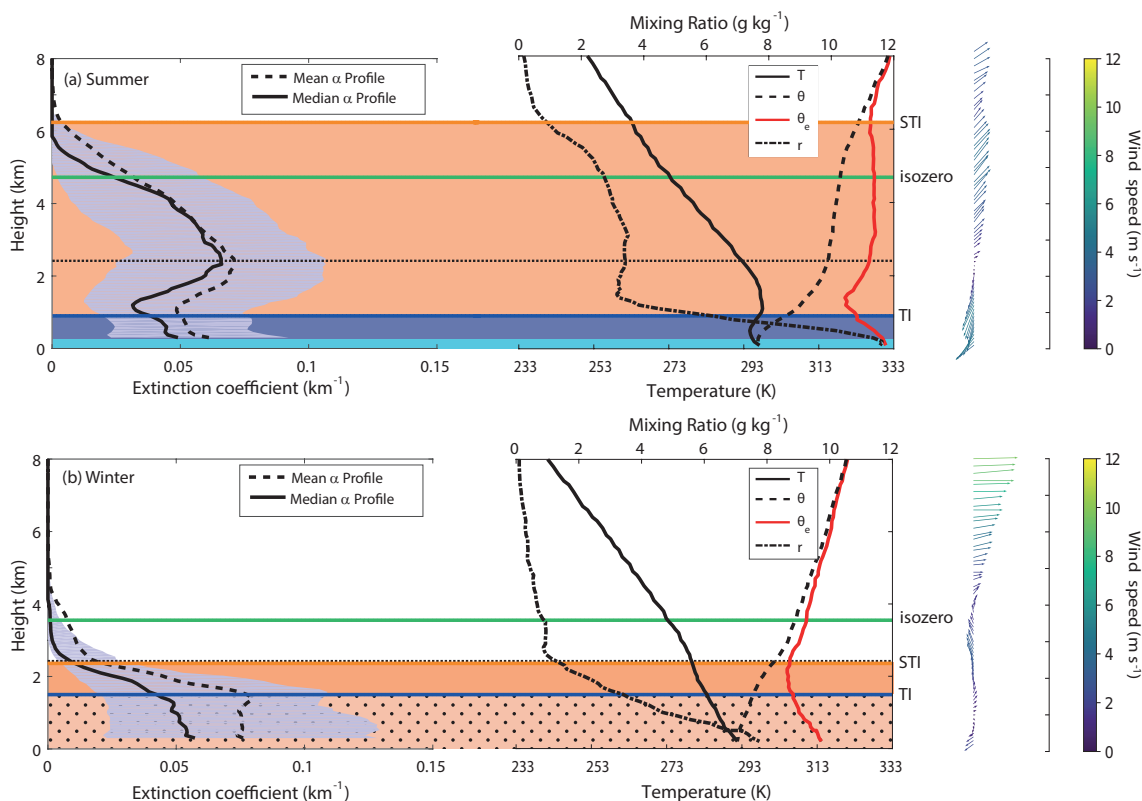 Mixing Ratio (g kg⁻¹)
0 2 4 6 8 10 12
(a) Summer
Mean α Profile
Median α Profile
T
θ
θe
r
8
6
4
2
0
Height (km)
STI
isozero
TI
0 0.05 0.1 0.15
Extinction coefficient (km⁻¹)
233 253 273 293 313 333
Temperature (K)
12
10
8
6
4
2
0
Wind speed (m s⁻¹)
Mixing Ratio (g kg⁻¹)
0 2 4 6 8 10 12
(b) Winter
Mean α Profile
Median α Profile
T
θ
θe
r
8
6
4
2
0
Height (km)
isozero
STI
TI
0 0.05 0.1 0.15
Extinction coefficient (km⁻¹)
233 253 273 293 313 333
Temperature (K)
12
10
8
6
4
2
0
Wind speed (m s⁻¹)